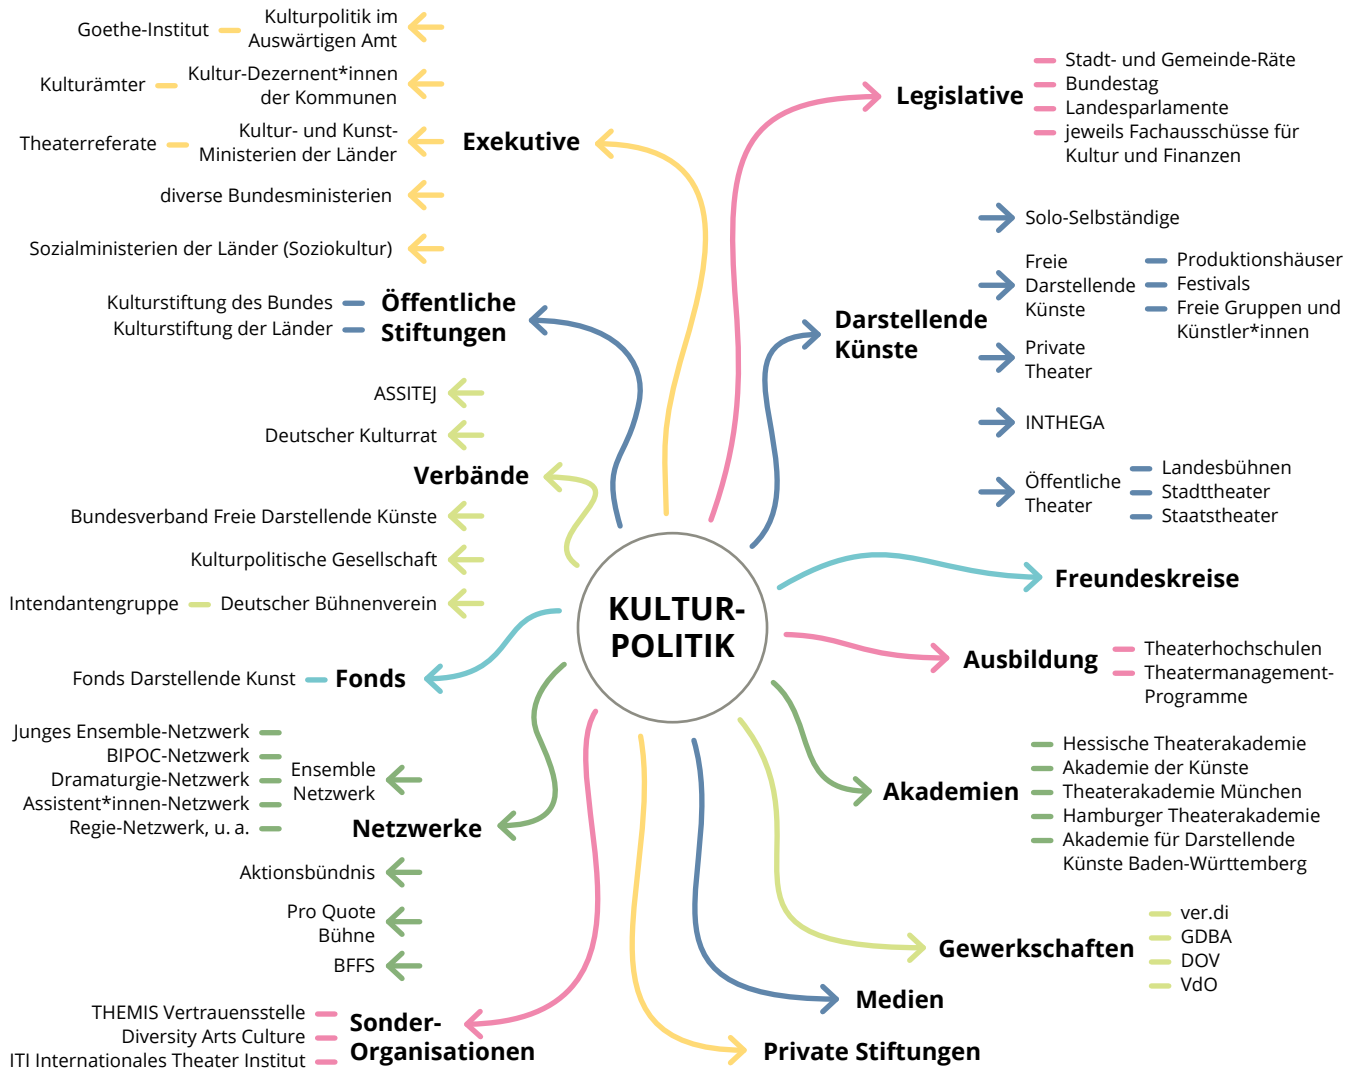 KULTUR-
POLITIK
Exekutive
Kulturpolitik im
Auswärtigen Amt
Goethe-Institut
Kultur-Dezernent*innen
der Kommunen
Kulturämter
Kultur- und Kunst-
Ministerien der Länder
Theaterreferate
diverse Bundesministerien
Sozialministerien der Länder (Soziokultur)
Öffentliche
Stiftungen
Kulturstiftung des Bundes
Kulturstiftung der Länder
Verbände
ASSITEJ
Deutscher Kulturrat
Bundesverband Freie Darstellende Künste
Kulturpolitische Gesellschaft
Deutscher Bühnenverein
Intendantengruppe
Fonds
Fonds Darstellende Kunst
Netzwerke
Ensemble
Netzwerk
Junges Ensemble-Netzwerk
BIPOC-Netzwerk
Dramaturgie-Netzwerk
Assistent*innen-Netzwerk
Regie-Netzwerk, u. a.
Aktionsbündnis
Pro Quote
Bühne
BFFS
Sonder-
Organisationen
THEMIS Vertrauensstelle
Diversity Arts Culture
ITI Internationales Theater Institut
Legislative
Stadt- und Gemeinde-Räte
Bundestag
Landesparlamente
jeweils Fachausschüsse für
Kultur und Finanzen
Darstellende
Künste
Solo-Selbständige
Freie
Darstellende
Künste
Produktionshäuser
Festivals
Freie Gruppen und
Künstler*innen
Private
Theater
INTHEGA
Öffentliche
Theater
Landesbühnen
Stadttheater
Staatstheater
Freundeskreise
Ausbildung
Theaterhochschulen
Theatermanagement-
Programme
Akademien
Hessische Theaterakademie
Akademie der Künste
Theaterakademie München
Hamburger Theaterakademie
Akademie für Darstellende
Künste Baden-Württemberg
Gewerkschaften
ver.di
GDBA
DOV
VdO
Medien
Private Stiftungen